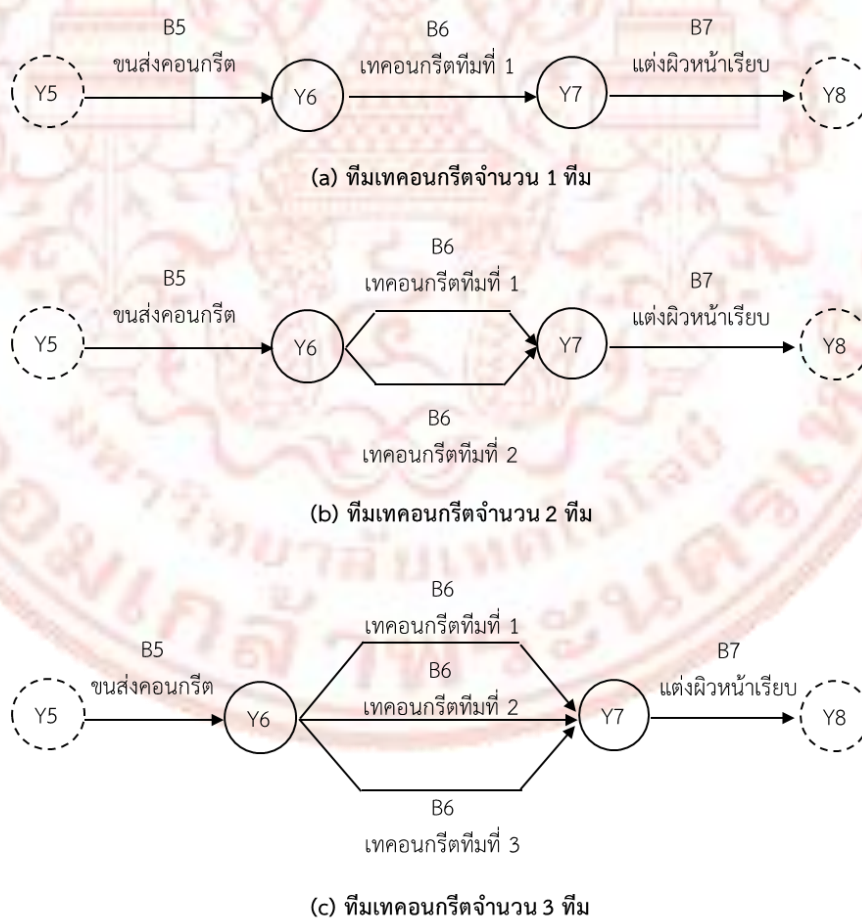 B5
ขนส่งคอนกรีต
B6
เทคอนกรีตทีมที่ 1
B7
แต่งผิวหน้าเรียบ
Y5
Y6
Y7
Y8
(a) ทีมเทคอนกรีตจำนวน 1 ทีม
B5
ขนส่งคอนกรีต
B6
เทคอนกรีตทีมที่ 1
B7
แต่งผิวหน้าเรียบ
Y5
Y6
Y7
Y8
B6
เทคอนกรีตทีมที่ 2
(b) ทีมเทคอนกรีตจำนวน 2 ทีม
B5
ขนส่งคอนกรีต
B6
เทคอนกรีตทีมที่ 1
B6
เทคอนกรีตทีมที่ 2
B7
แต่งผิวหน้าเรียบ
Y5
Y6
Y7
Y8
B6
เทคอนกรีตทีมที่ 3
(c) ทีมเทคอนกรีตจำนวน 3 ทีม